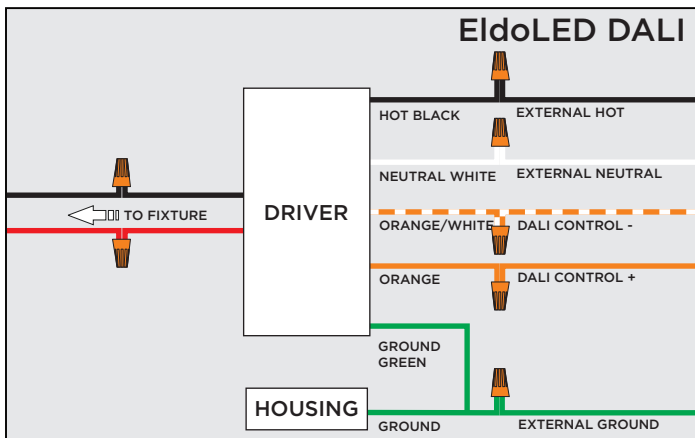 EldoLED DALI
HOT BLACK
EXTERNAL HOT
NEUTRAL WHITE
EXTERNAL NEUTRAL
TO FIXTURE
DRIVER
ORANGE/WHITE
DALI CONTROL -
ORANGE
DALI CONTROL +
GROUND
GREEN
HOUSING
GROUND
EXTERNAL GROUND